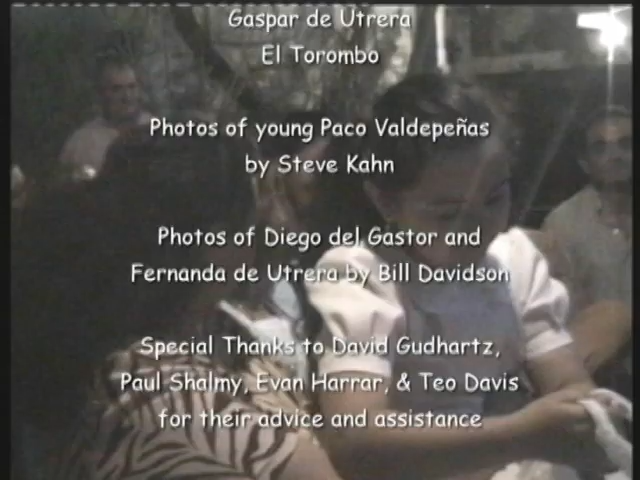 Gaspar de Utrera
El Torombo
Photos of young Paco Valdepeñas
by Steve Kahn
Photos of Diego del Gastor and
Fernanda de Utrera by Bill Davidson
Special Thanks to David Gudhartz,
Paul Shalmy, Evan Harrar, & Teo Davis
for their advice and assistance